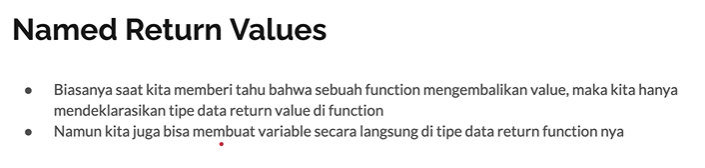 Named Return Values
● Biasanya saat kita memberi tahu bahwa sebuah function mengembalikan value, maka kita hanya
mendeklarasikan tipe data return value di function
● Namun kita juga bisa membuat variable secara langsung di tipe data return function nya